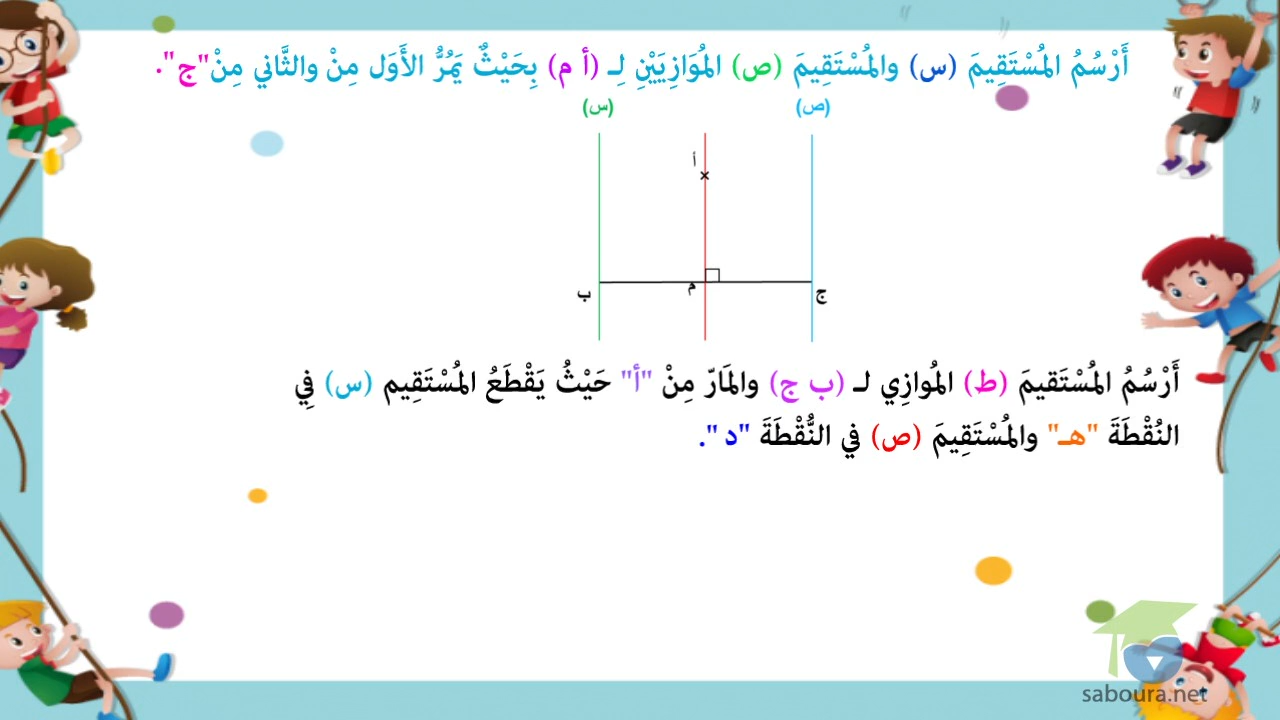 أَرْسُمُ المُسْتَقِيمَ (س) والمُسْتَقِيمَ (ص) المُوَازِيَيْنِ لِـ (أ م) بِحَيْثٌ يَمُرُّ الأَوَل مِنْ والثَّاني مِنْ"ج".
(س) (ص)
أ
ب م ج
أَرْسُمُ المُسْتَقيمَ (ط) المُوازِي لـ (ب ج) والمَارّ مِنْ "أ" حَيْثُ يَقْطَعُ المُسْتَقِيم (س) فِي
النُقْطَةَ "هـ" والمُسْتَقِيمَ (ص) في النُّقْطَةَ "د ".
saboura.net